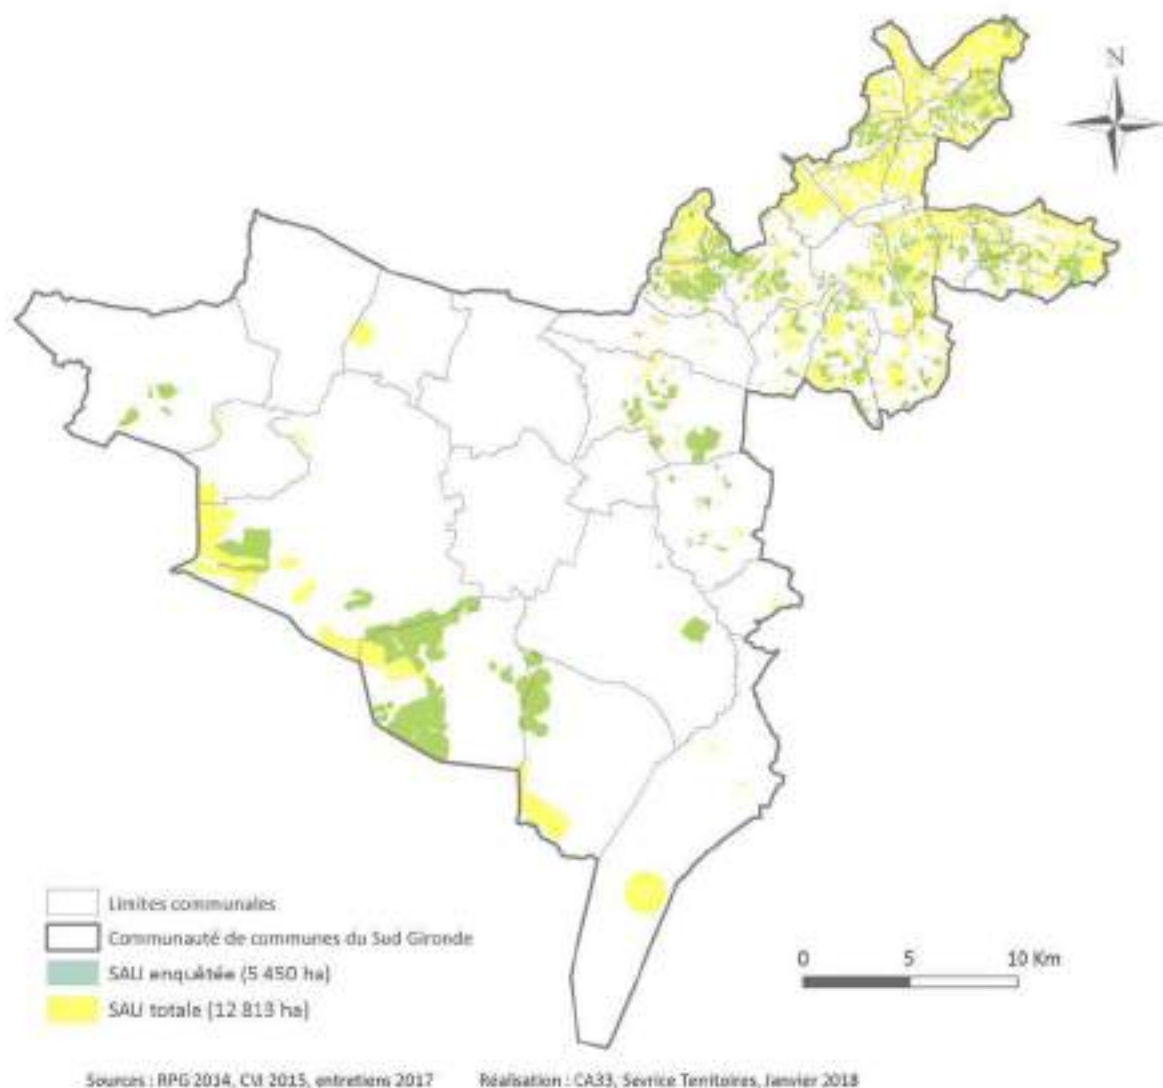 N
Limites communales
Communauté de communes du Sud Gironde
SAU enquêtée (5 450 ha)
SAU totale (12 813 ha)
0 5 10 Km
Sources : RPG 2014, CVI 2015, entretiens 2017 Réalisation : CA33, Sevrice Territoires, Janvier 2018